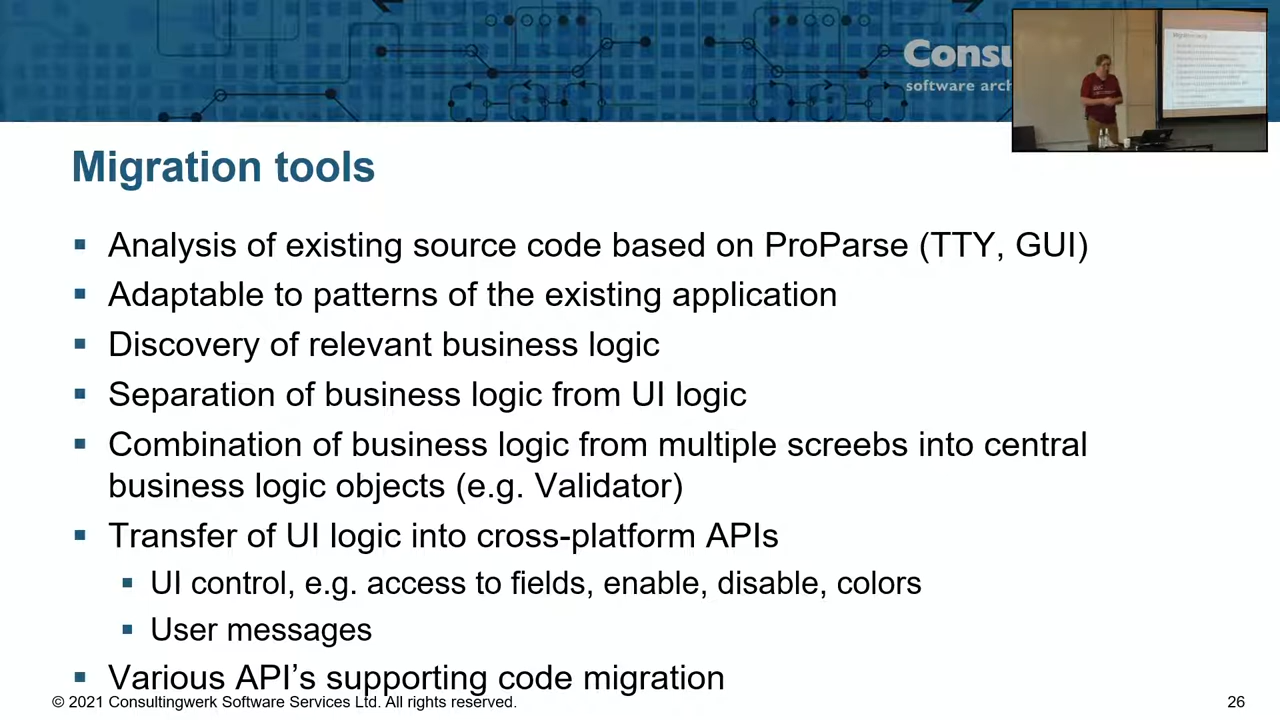 Consu
software arch
Migration tools
▪ Analysis of existing source code based on ProParse (TTY, GUI)
▪ Adaptable to patterns of the existing application
▪ Discovery of relevant business logic
▪ Separation of business logic from UI logic
▪ Combination of business logic from multiple screebs into central
business logic objects (e.g. Validator)
▪ Transfer of UI logic into cross-platform APIs
▪ UI control, e.g. access to fields, enable, disable, colors
▪ User messages
▪ Various API’s supporting code migration
© 2021 Consultingwerk Software Services Ltd. All rights reserved.
26